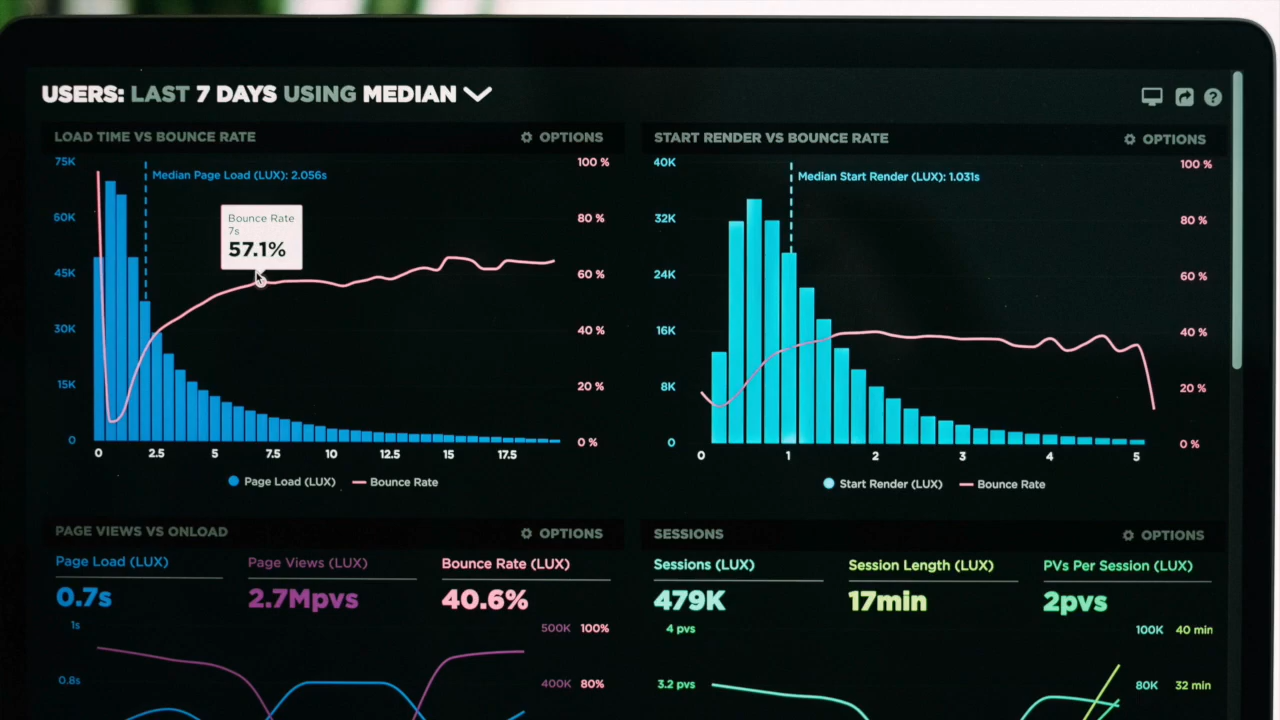 USERS: LAST 7 DAYS USING MEDIAN
LOAD TIME VS BOUNCE RATE
OPTIONS
75K
60K
45K
30K
15K
0
Median Page Load (LUX): 2.056s
Bounce Rate
7s
57.1%
100 %
80 %
60 %
40 %
20 %
0 %
0 2.5 5 7.5 10 12.5 15 17.5
Page Load (LUX) Bounce Rate
START RENDER VS BOUNCE RATE
OPTIONS
40K
32K
24K
16K
8K
0
Median Start Render (LUX): 1.031s
100 %
80 %
60 %
40 %
20 %
0 %
0 1 2 3 4 5
Start Render (LUX) Bounce Rate
PAGE VIEWS VS ONLOAD
OPTIONS
Page Load (LUX)
0.7s
Page Views (LUX)
2.7Mpvs
Bounce Rate (LUX)
40.6%
1s
0.8s
500K 100%
400K 80%
SESSIONS
OPTIONS
Sessions (LUX)
479K
Session Length (LUX)
17min
PVs Per Session (LUX)
2pvs
4 pvs
3.2 pvs
100K 40 min
80K 32 min